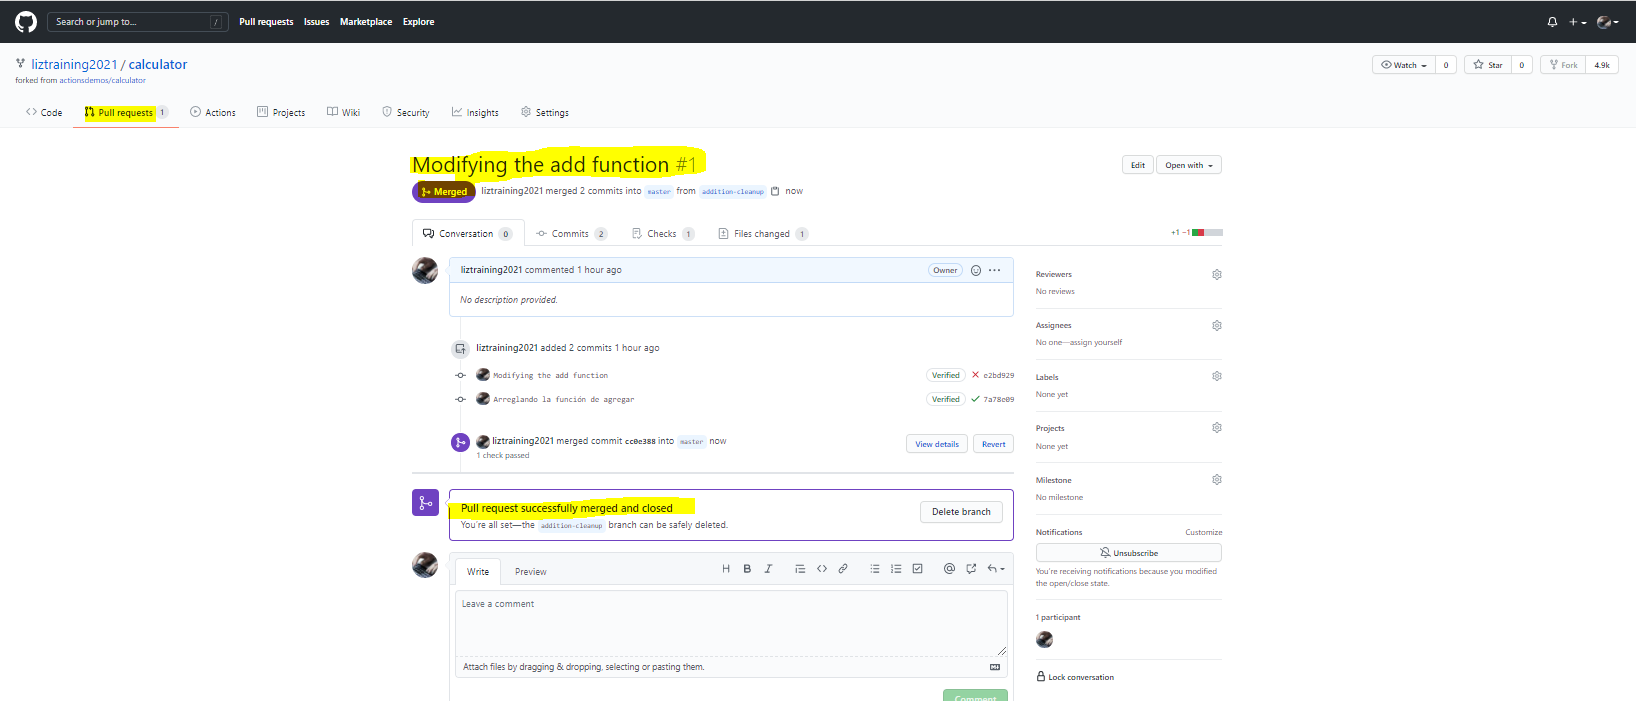 Search or jump to... /
Pull requests Issues Marketplace Explore
liztraining2021 / calculator
forked from actionsdemos/calculator
Watch 0 Star 0 Fork 4.9k
Code Pull requests 1 Actions Projects Wiki Security Insights Settings
Modifying the add function #1
Edit Open with
Merged liztraining2021 merged 2 commits into master from addition-cleanup now
Conversation 0 Commits 2 Checks 1 Files changed 1
+1 −1
liztraining2021 commented 1 hour ago Owner
No description provided.
liztraining2021 added 2 commits 1 hour ago
Modifying the add function Verified e2bd929
Arreglando la función de agregar Verified 7a78e09
liztraining2021 merged commit cc0e388 into master now
1 check passed
View details Revert
Pull request successfully merged and closed
You're all set—the addition-cleanup branch can be safely deleted.
Delete branch
Write Preview
H B I
Leave a comment
Attach files by dragging & dropping, selecting or pasting them.
Comment
Reviewers
No reviews
Assignees
No one—assign yourself
Labels
None yet
Projects
None yet
Milestone
No milestone
Notifications Customize
Unsubscribe
You're receiving notifications because you modified
the open/close state.
1 participant
Lock conversation